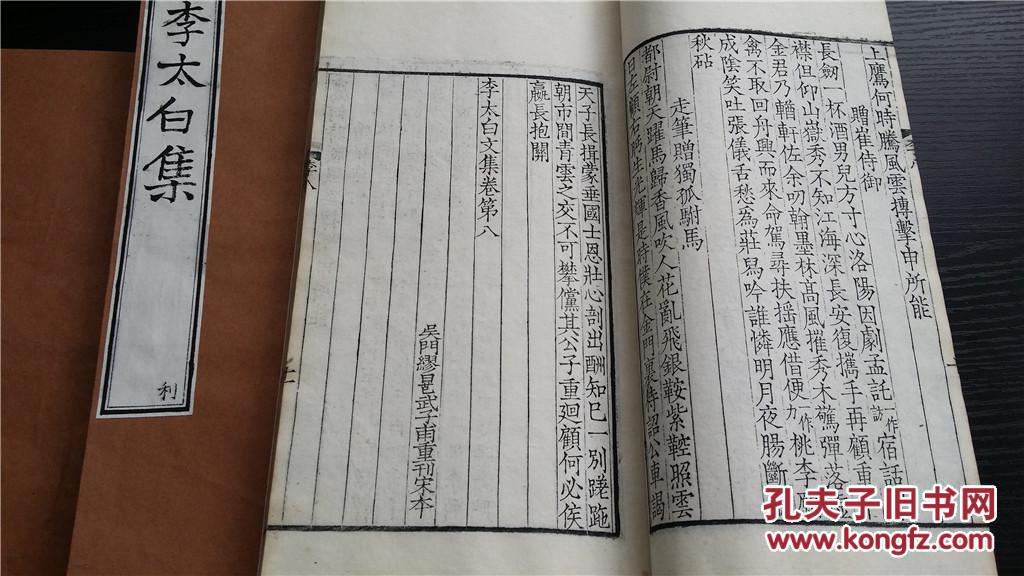 上鷹何時騰風雲搏擊申所能
贈崔侍御
長劒一杯酒男兒方寸心洛陽因劇孟託一作訪宿話
襟但仰山嶽秀不知江海深長安復攜手再顧重
金君乃輶軒佐余叨翰墨林髙風摧秀木驚彈落
禽不取回舟興而來命駕尋扶揺應借便一作力桃李
成陰笑吐張儀舌愁為莊舄吟誰憐明月夜腸斷
秋砧
走筆贈獨孤駙馬
都尉朝天躍馬歸香風吹人花亂飛銀鞍紫鞚照雲
日左顧右盻生光輝是時僕在金門裏待詔公車謁
天子長揖蒙垂國士恩壯心剖出酬知已一別蹉跎
朝市間青雲之交不可攀儻其公子重廻顧何必侯
嬴長抱關
李太白文集卷第八
吳門繆曰武子甫重刊宋本
李太白集
利
孔夫子旧书网
www.kongfz.com